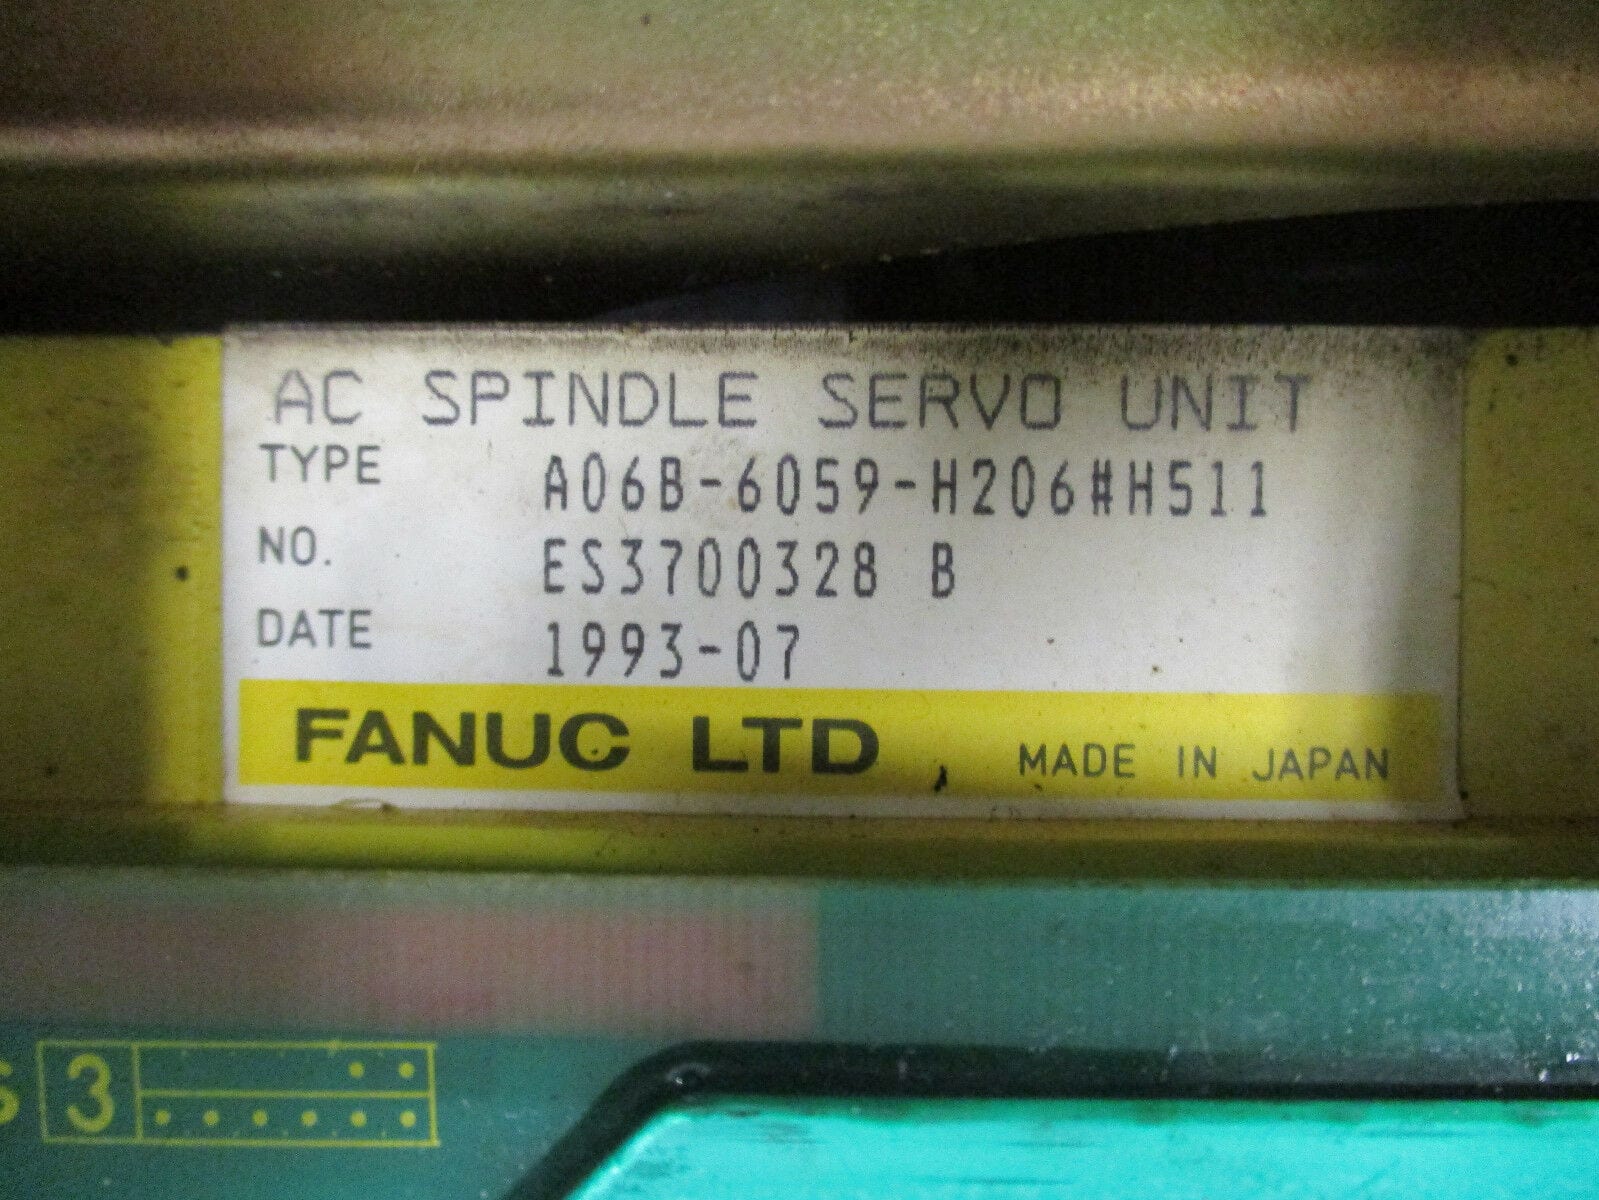 AC SPINDLE SERVO UNIT
TYPE A06B-6059-H206#H511
NO. ES3700328 B
DATE 1993-07
FANUC LTD MADE IN JAPAN
S 3